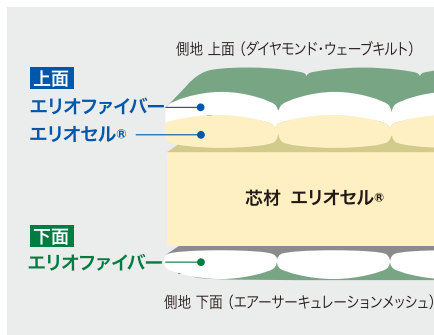 側地 上面（ダイヤモンド・ウェーブキルト）
上面
エリオファイバー
エリオセル®
芯材 エリオセル®
下面
エリオファイバー
側地 下面（エアーサーキュレーションメッシュ）